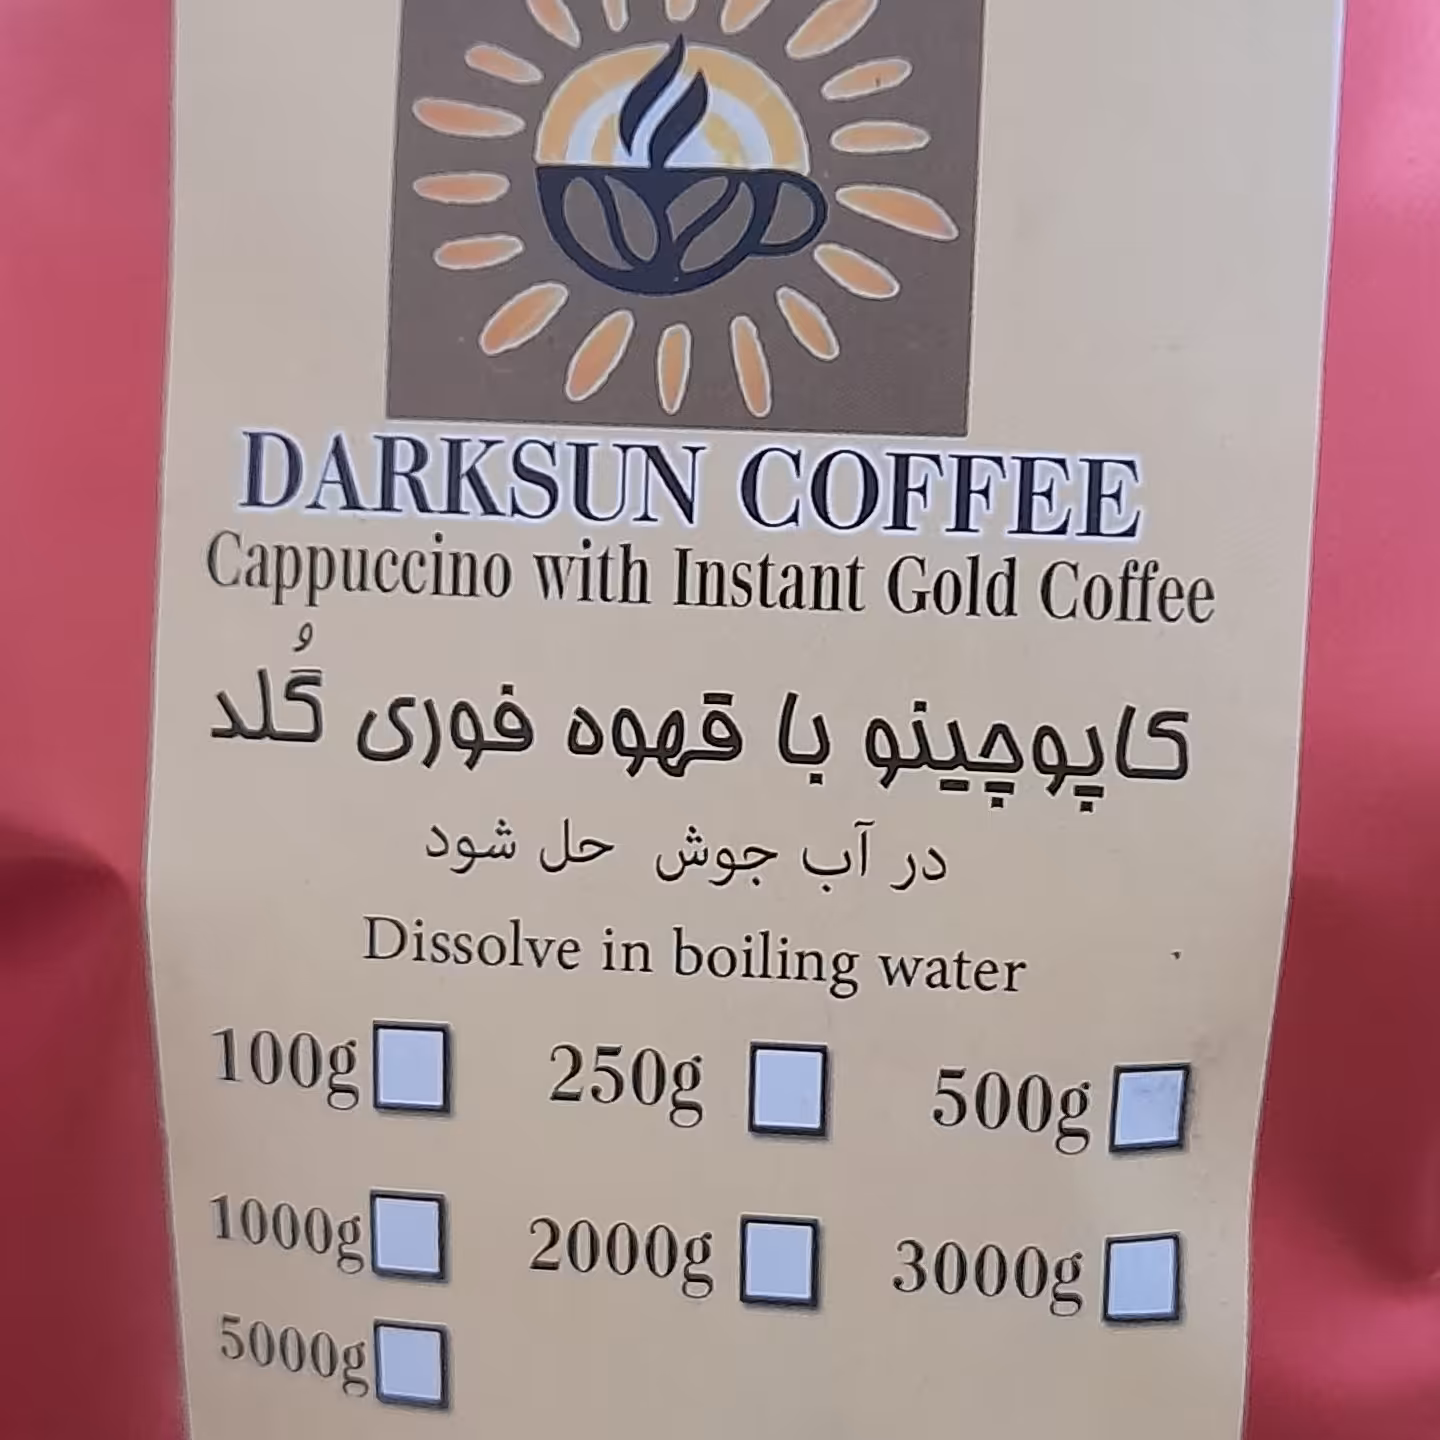 DARKSUN COFFEE
Cappuccino with Instant Gold Coffee
کاپوچینو با قهوه فوری گُلد
در آب جوش حل شود
Dissolve in boiling water
100g 250g 500g
1000g 2000g 3000g
5000g